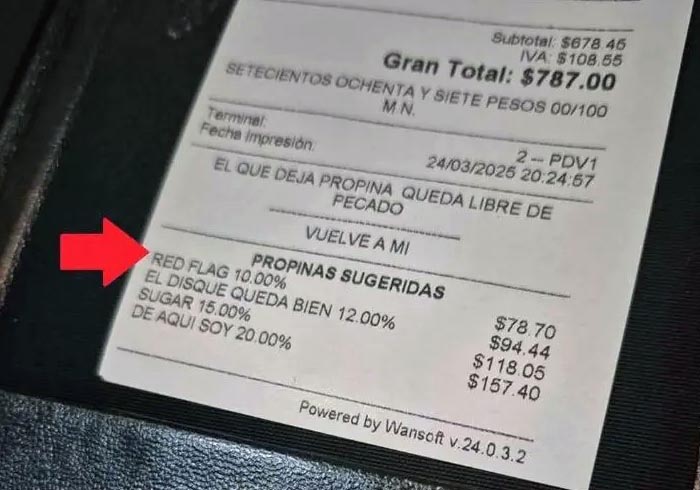 Subtotal: $678.45
IVA: $108.55
Gran Total: $787.00
SETECIENTOS OCHENTA Y SIETE PESOS 00/100
M.N.
Terminal: 2 -- PDV1
Fecha Impresión: 24/03/2025 20:24:57
EL QUE DEJA PROPINA QUEDA LIBRE DE
PECADO
VUELVE A MI
PROPINAS SUGERIDAS
RED FLAG 10.00% $78.70
EL DISQUE QUEDA BIEN 12.00% $94.44
SUGAR 15.00% $118.05
DE AQUI SOY 20.00% $157.40
Powered by Wansoft v.24.0.3.2